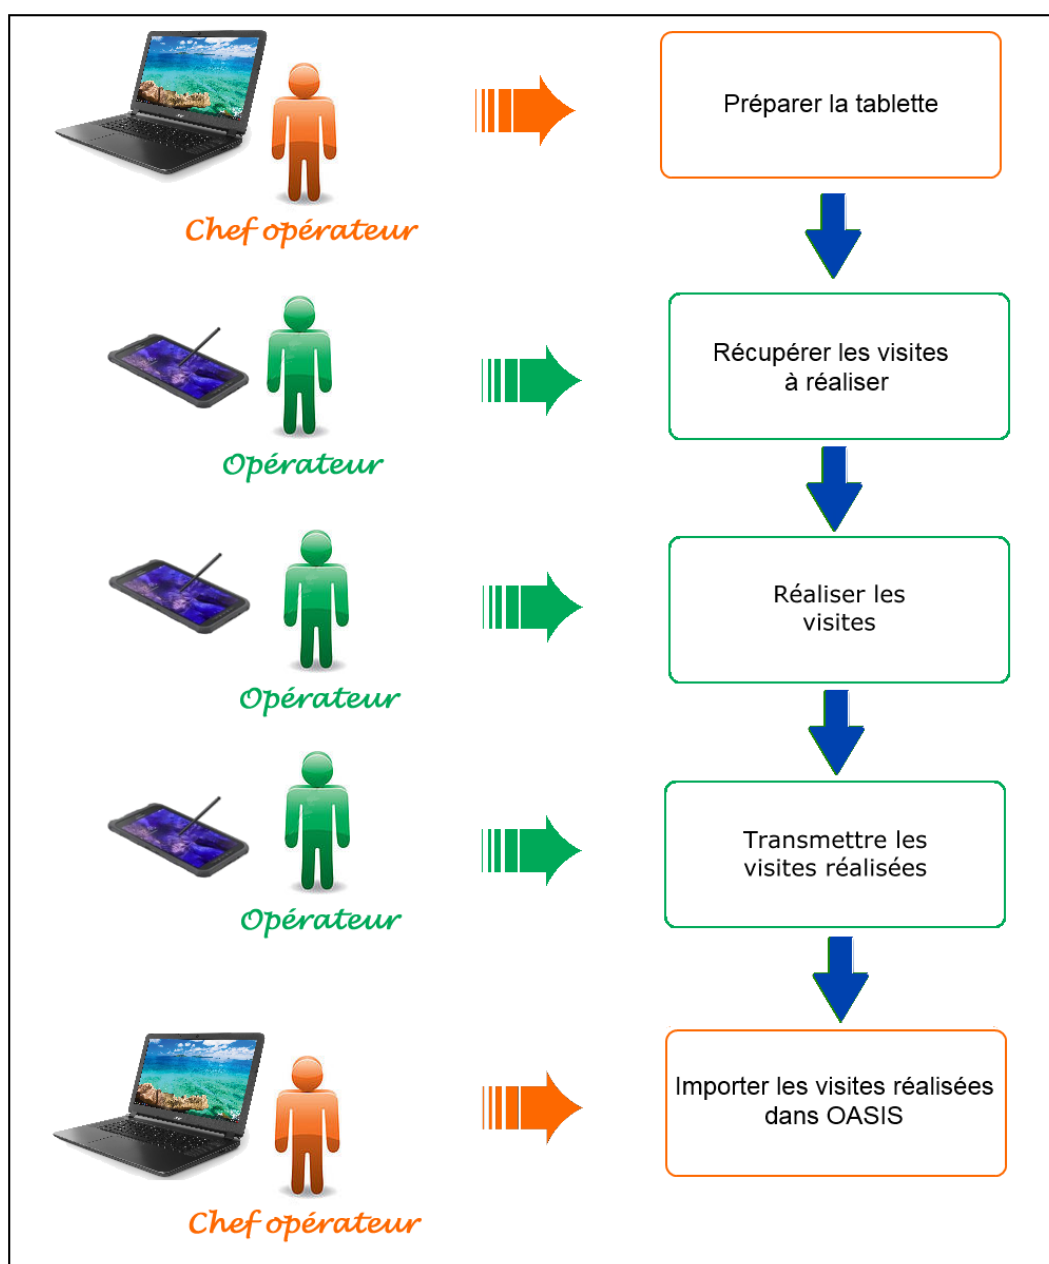 Préparer la tablette
Chef opérateur
Récupérer les visites
à réaliser
Opérateur
Réaliser les
visites
Opérateur
Transmettre les
visites réalisées
Opérateur
Importer les visites réalisées
dans OASIS
Chef opérateur